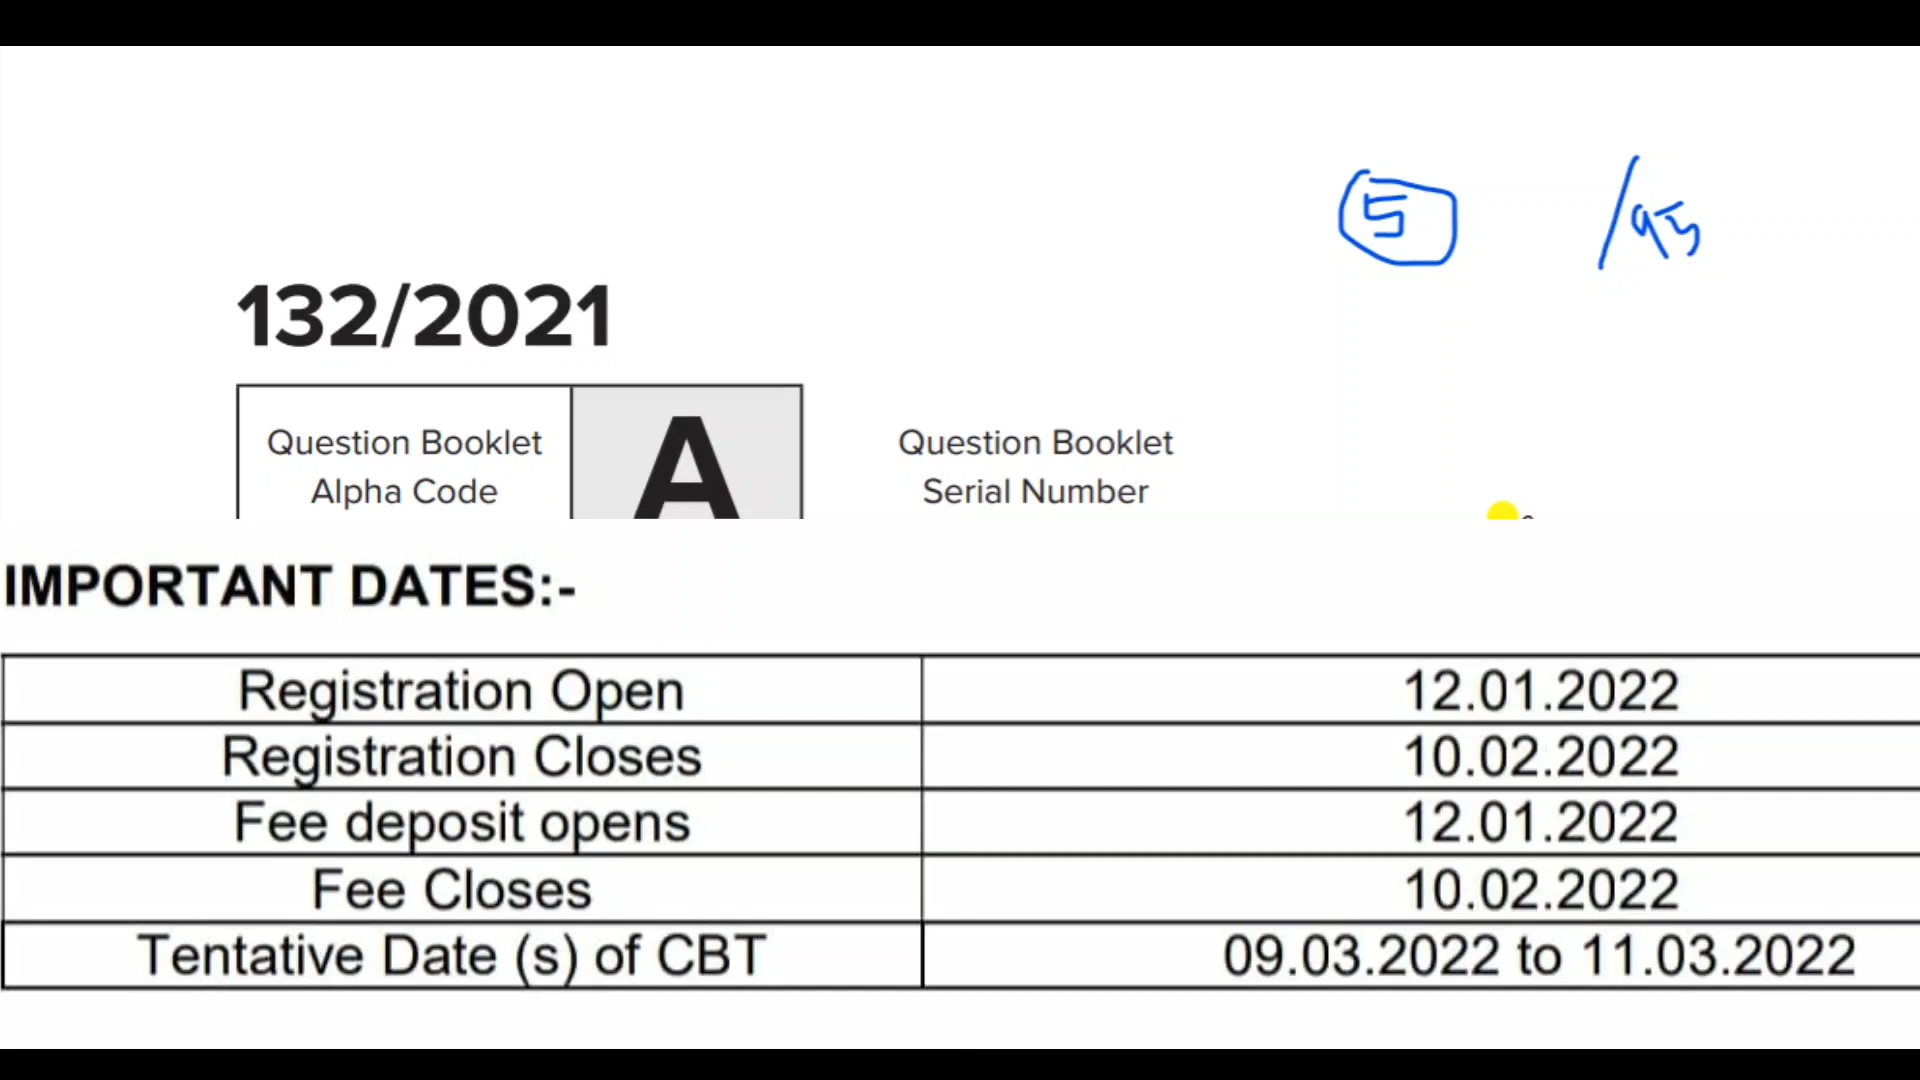 5 /95
132/2021
Question Booklet Alpha Code A
Question Booklet Serial Number
IMPORTANT DATES:-
Registration Open 12.01.2022
Registration Closes 10.02.2022
Fee deposit opens 12.01.2022
Fee Closes 10.02.2022
Tentative Date (s) of CBT 09.03.2022 to 11.03.2022